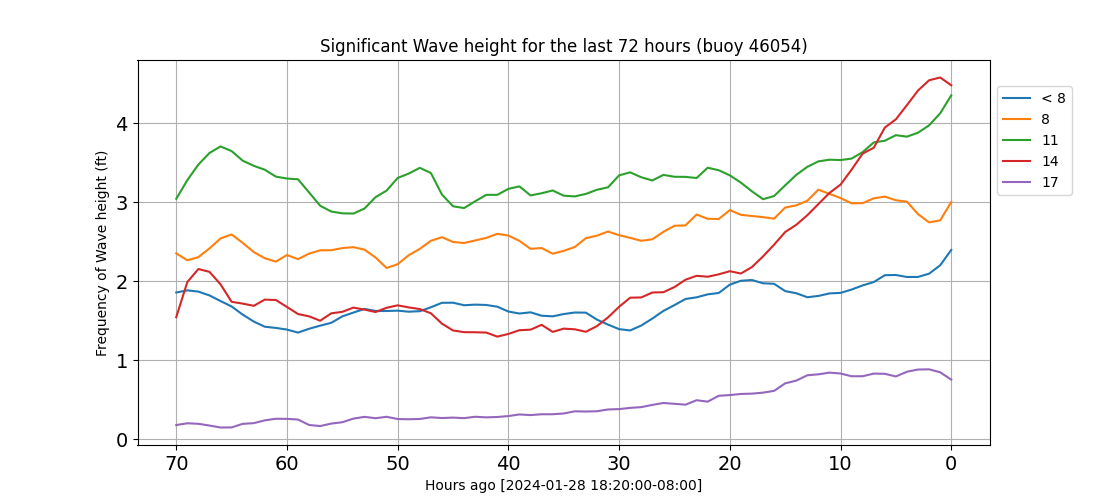 Significant Wave height for the last 72 hours (buoy 46054)
Frequency of Wave height (ft)
4
3
2
1
0
70 60 50 40 30 20 10 0
Hours ago [2024-01-28 18:20:00-08:00]
< 8
8
11
14
17